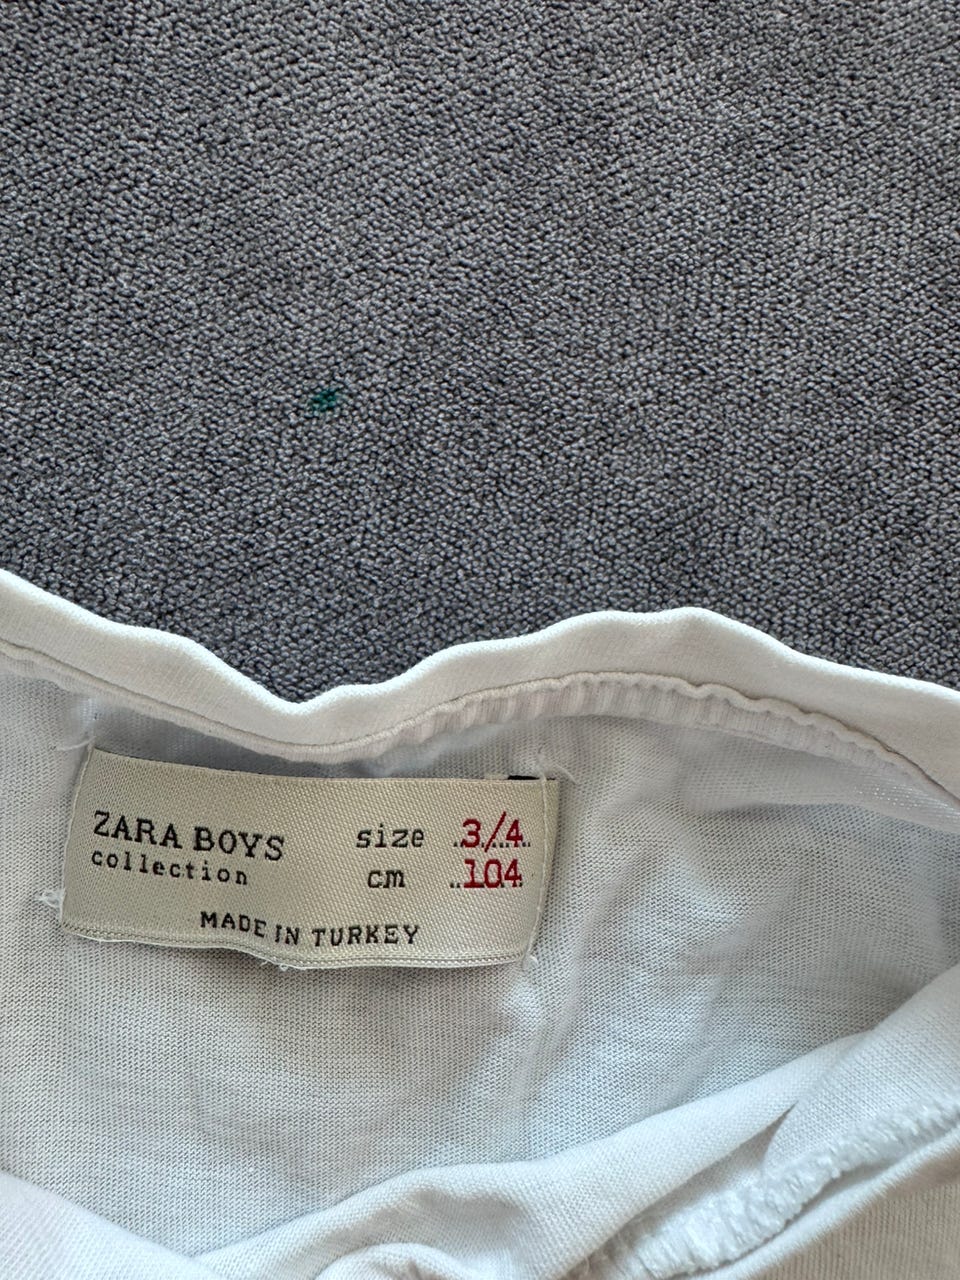 ZARA BOYS
collection
size ..3/4..
cm ..104.
MADE IN TURKEY